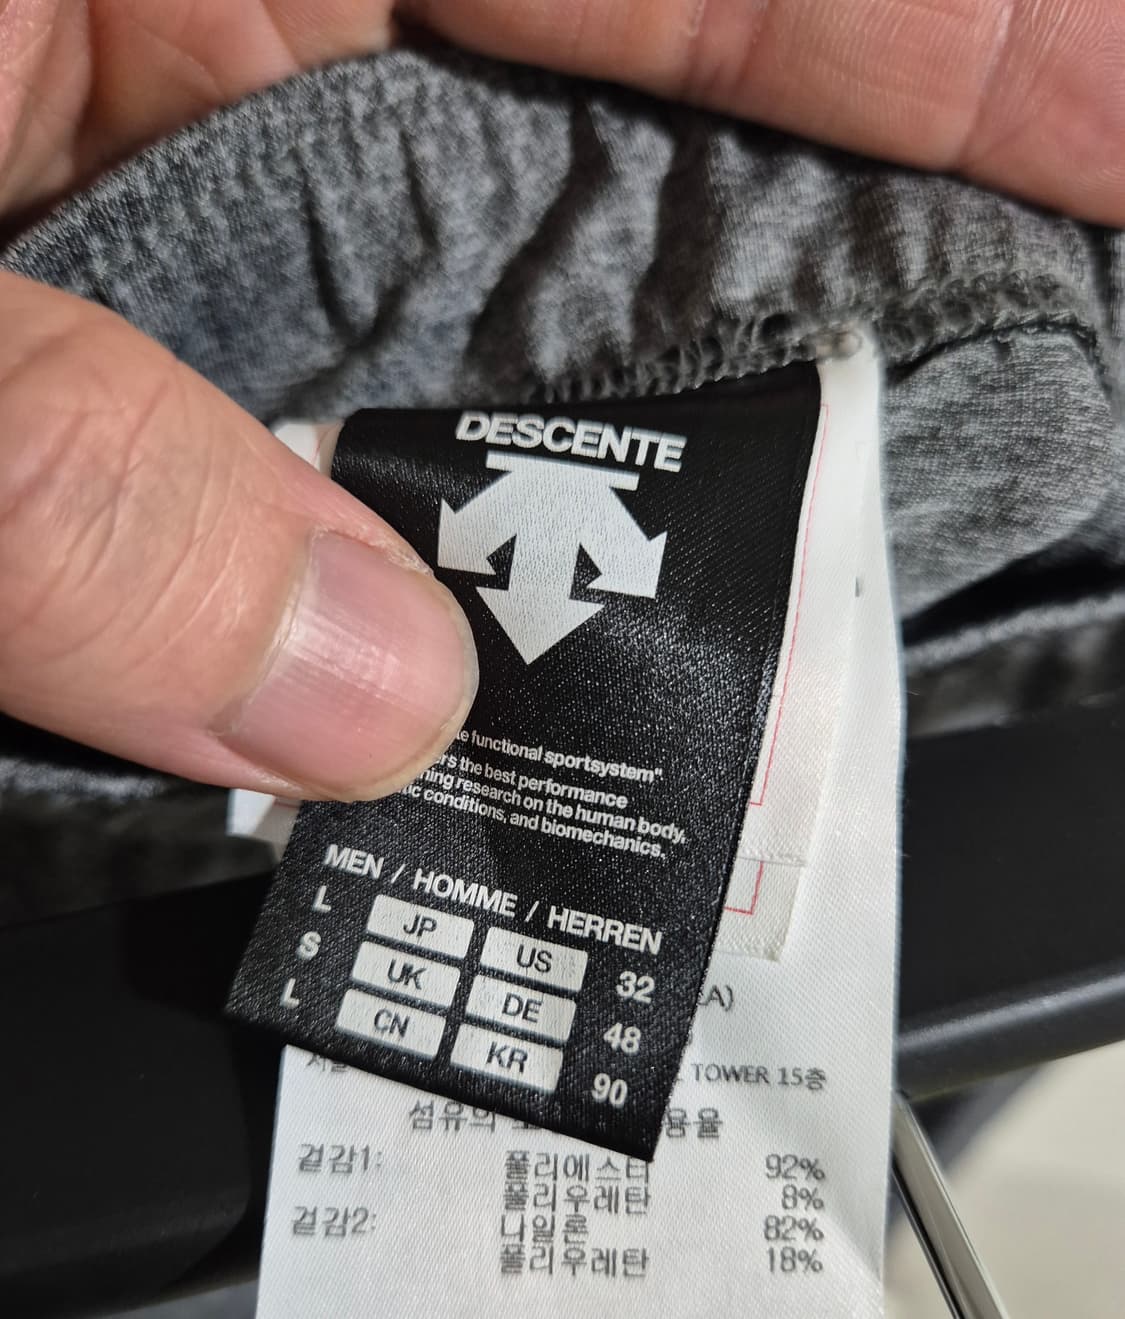 DESCENTE
functional sportsystem"
the best performance
research on the human body,
conditions, and biomechanics.
MEN / HOMME / HERREN
L JP US 32
S UK DE 48
L CN KR 90
TOWER 15층
겉감1: 폴리에스터 92%
폴리우레탄 8%
겉감2: 나일론 82%
폴리우레탄 18%